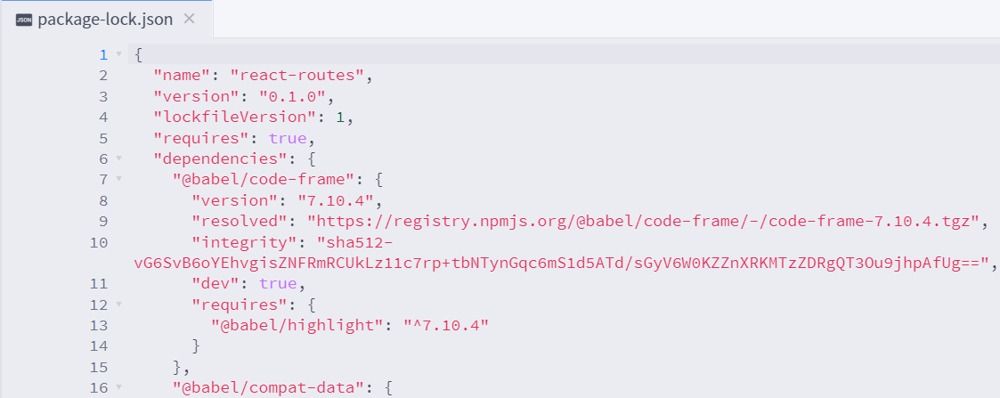 JSON package-lock.json ×
1 {
2 "name": "react-routes",
3 "version": "0.1.0",
4 "lockfileVersion": 1,
5 "requires": true,
6 "dependencies": {
7 "@babel/code-frame": {
8 "version": "7.10.4",
9 "resolved": "https://registry.npmjs.org/@babel/code-frame/-/code-frame-7.10.4.tgz",
10 "integrity": "sha512-
vG6SvB6oYEhvgisZNFRmRCUkLz11c7rp+tbNTynGqc6mS1d5ATd/sGyV6W0KZZnXRKMTzZDRgQT3Ou9jhpAfUg==",
11 "dev": true,
12 "requires": {
13 "@babel/highlight": "^7.10.4"
14 }
15 },
16 "@babel/compat-data": {